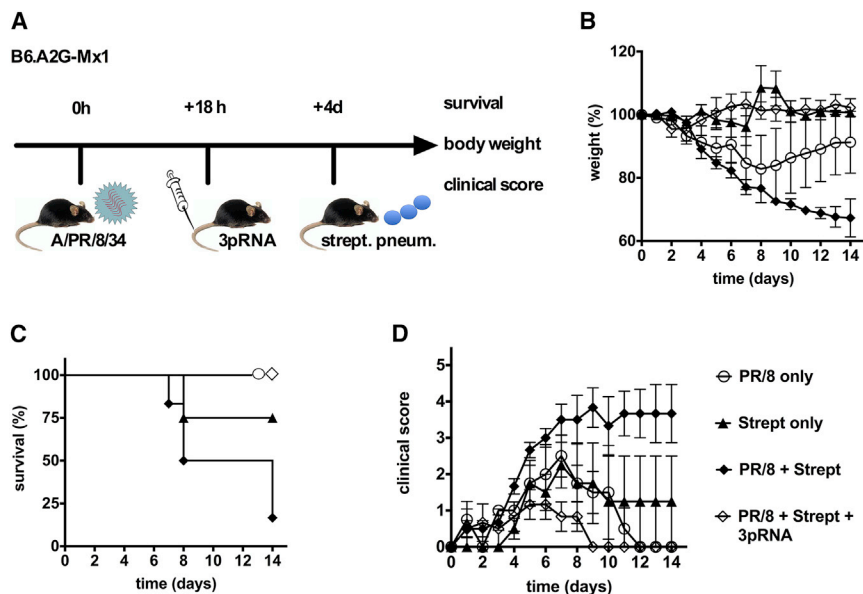 A
B6.A2G-Mx1
0h
+18 h
+4d
survival
body weight
clinical score
A/PR/8/34
3pRNA
strept. pneum.
B
120
100
80
60
weight (%)
0 2 4 6 8 10 12 14
time (days)
C
100
75
50
25
0
survival (%)
0 2 4 6 8 10 12 14
time (days)
D
5
4
3
2
1
0
clinical score
0 2 4 6 8 10 12 14
time (days)
PR/8 only
Strept only
PR/8 + Strept
PR/8 + Strept +
3pRNA